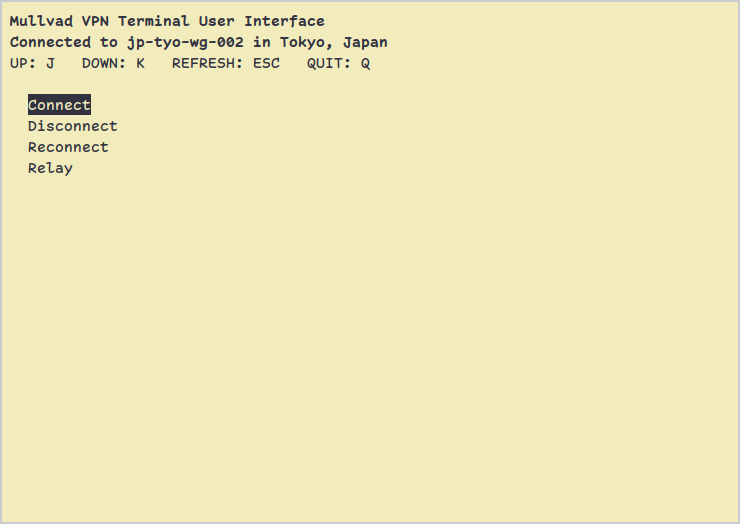 Mullvad VPN Terminal User Interface
Connected to jp-tyo-wg-002 in Tokyo, Japan
UP: J   DOWN: K   REFRESH: ESC   QUIT: Q
Connect
Disconnect
Reconnect
Relay